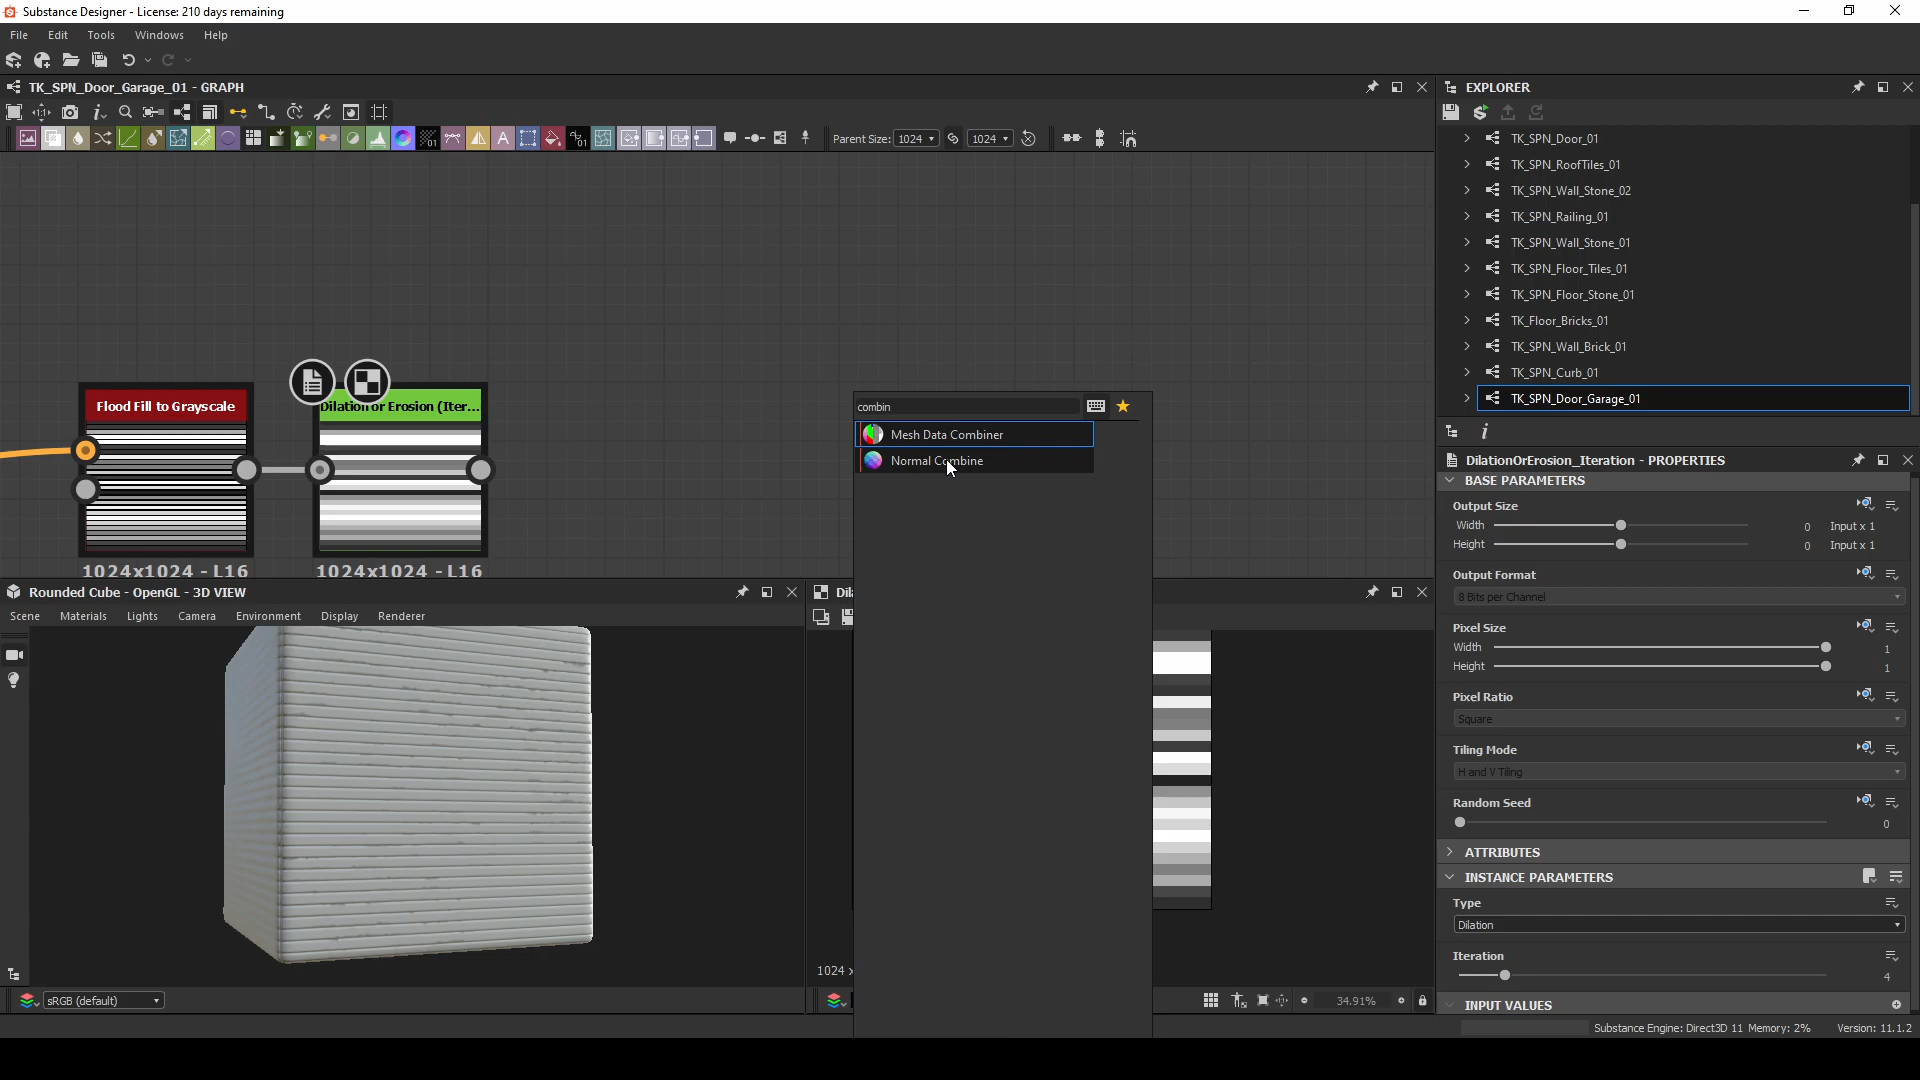 Substance Designer - License: 210 days remaining
File Edit Tools Windows Help
TK_SPN_Door_Garage_01 - GRAPH
Parent Size: 1024 1024
Flood Fill to Grayscale
Dilation or Erosion (Iter...
1024x1024 - L16
1024x1024 - L16
combin
Mesh Data Combiner
Normal Combine
Rounded Cube - OpenGL - 3D VIEW
Scene Materials Lights Camera Environment Display Renderer
sRGB (default)
Dil
1024 x
34.91%
EXPLORER
TK_SPN_Door_01
TK_SPN_RoofTiles_01
TK_SPN_Wall_Stone_02
TK_SPN_Railing_01
TK_SPN_Wall_Stone_01
TK_SPN_Floor_Tiles_01
TK_SPN_Floor_Stone_01
TK_Floor_Bricks_01
TK_SPN_Wall_Brick_01
TK_SPN_Curb_01
TK_SPN_Door_Garage_01
DilationOrErosion_Iteration - PROPERTIES
BASE PARAMETERS
Output Size
Width 0 Input x 1
Height 0 Input x 1
Output Format
8 Bits per Channel
Pixel Size
Width 1
Height 1
Pixel Ratio
Square
Tiling Mode
H and V Tiling
Random Seed
0
ATTRIBUTES
INSTANCE PARAMETERS
Type
Dilation
Iteration
4
INPUT VALUES
Substance Engine: Direct3D 11 Memory: 2% Version: 11.1.2